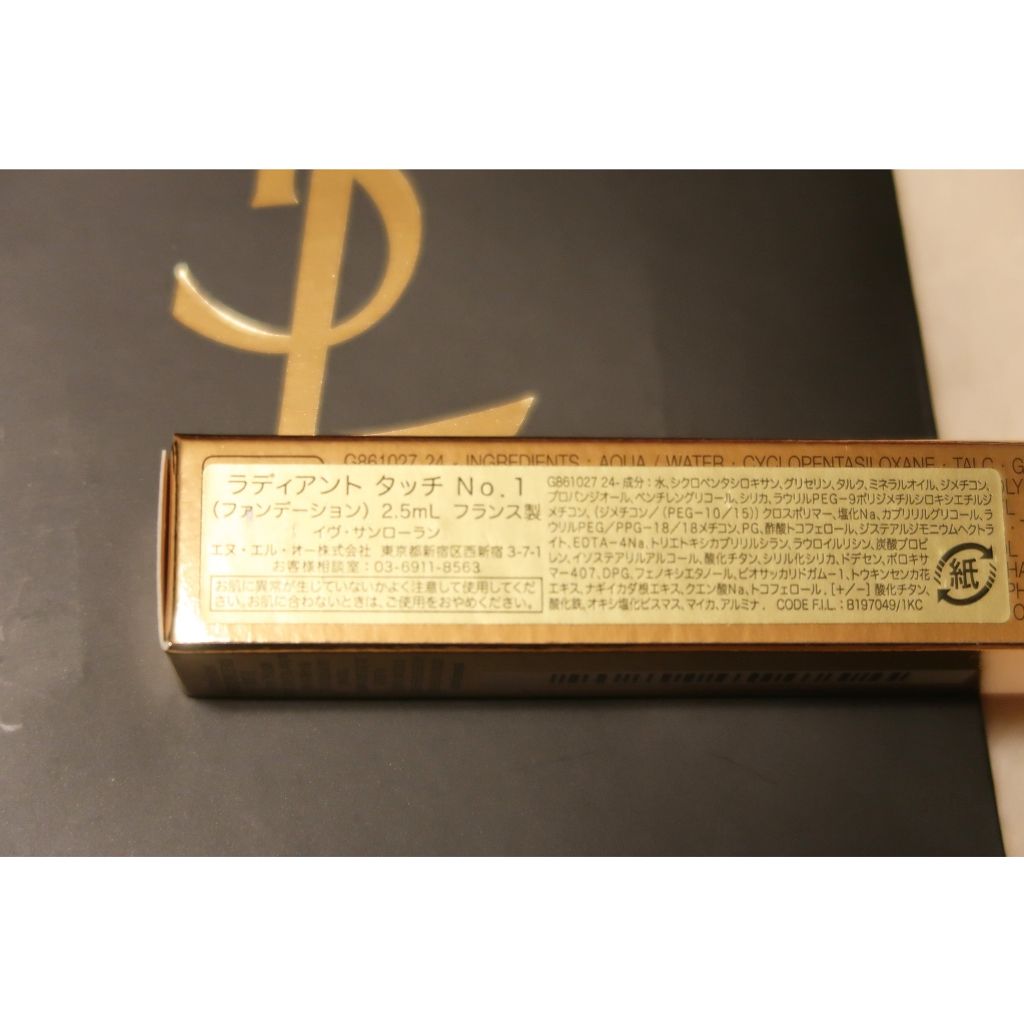 G861027 24 · INGREDIENTS : AQUA / WATER · CYCLOPENTASILOXANE · TALC · G
ラディアント タッチ No.1
(ファンデーション) 2.5mL フランス製
イヴ・サンローラン
エヌ・エル・オー株式会社 東京都新宿区西新宿 3-7-1
お客様相談室:03-6911-8563
お肌に異常が生じていないかよく注意して使用してくだ
さい。お肌に合わないときは、ご使用をおやめください。
G861027 24- 成分:水、シクロペンタシロキサン、グリセリン、タルク、ミネラルオイル、ジメチコン、
プロパンジオール、ペンチレングリコール、シリカ、ラウリルPEG-9ポリジメチルシロキシエチルジ
メチコン、(ジメチコン/(PEG-10/15))クロスポリマー、塩化Na、カプリリルグリコール、ラ
ウリルPEG/PPG-18/18メチコン、PG、酢酸トコフェロール、ジステアルジモニウムヘクトラ
イト、EDTA-4Na、トリエトキシカプリリルシラン、ラウロイルリシン、炭酸プロピ
レン、イソステアリルアルコール、酸化チタン、シリル化シリカ、ドデセン、ポロキサ
マー407、DPG、フェノキシエタノール、ビオサッカリドガム-1、トウキンセンカ花
エキス、ナギイカダ根エキス、クエン酸Na、トコフェロール、[+/-] 酸化チタン、
酸化鉄、オキシ塩化ビスマス、マイカ、アルミナ. CODE F.I.L. : B197049/1KC
紙